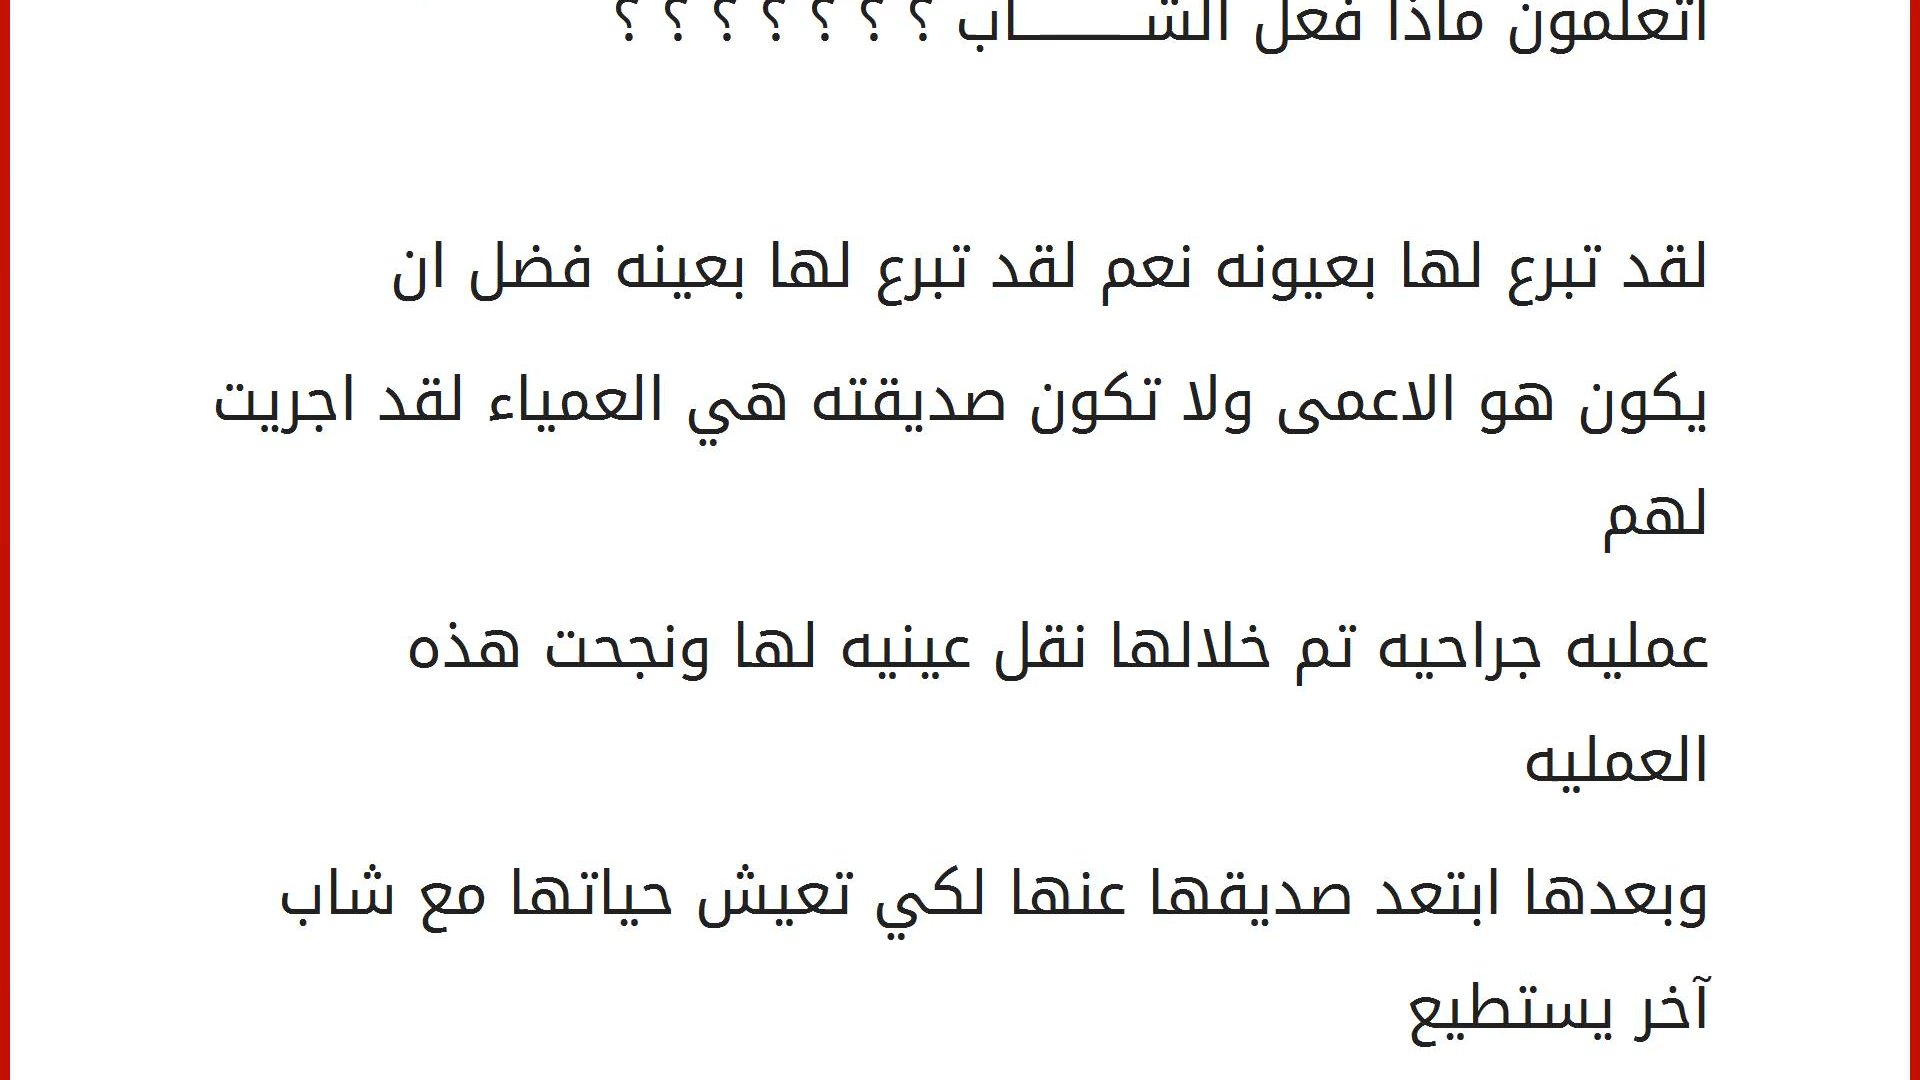 اتعلمون ماذا فعل الشـــــــــاب ؟ ؟ ؟ ؟ ؟ ؟ ؟
لقد تبرع لها بعيونه نعم لقد تبرع لها بعينه فضل ان
يكون هو الاعمى ولا تكون صديقته هي العمياء لقد اجريت
لهم
عمليه جراحيه تم خلالها نقل عينيه لها ونجحت هذه
العمليه
وبعدها ابتعد صديقها عنها لكي تعيش حياتها مع شاب
آخر يستطيع